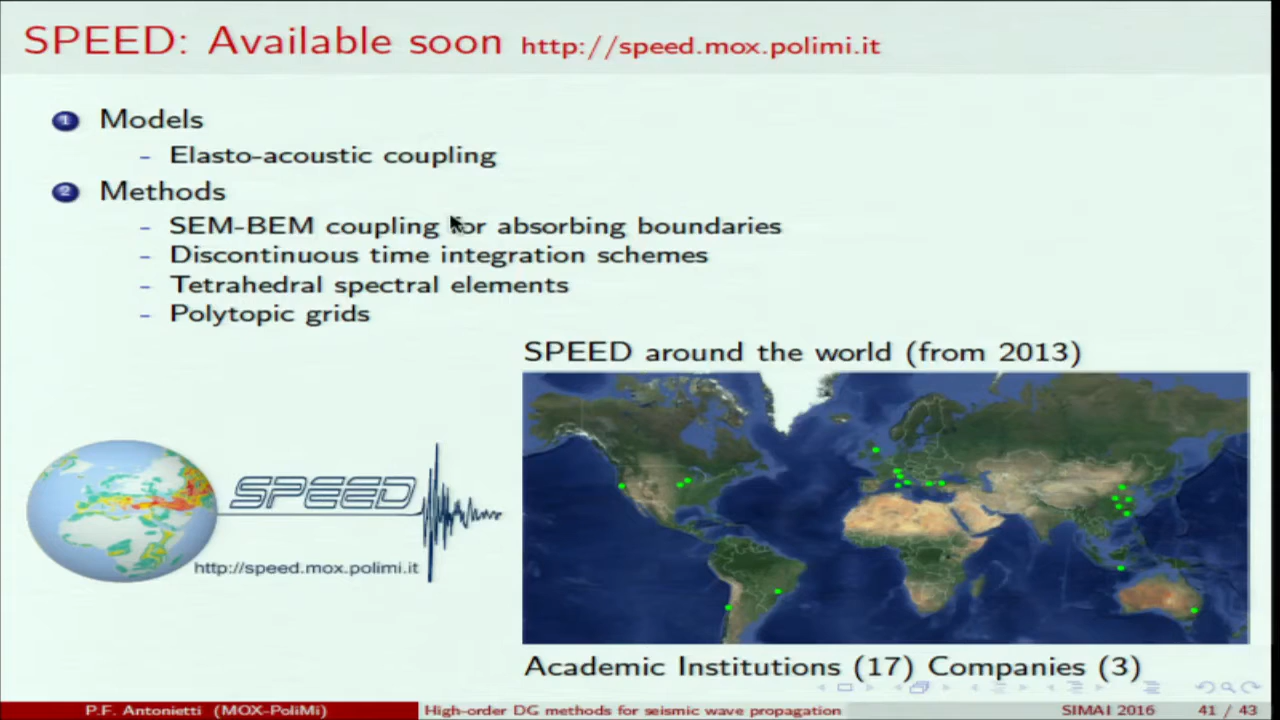 SPEED: Available soon http://speed.mox.polimi.it
1 Models
- Elasto-acoustic coupling
2 Methods
- SEM-BEM coupling for absorbing boundaries
- Discontinuous time integration schemes
- Tetrahedral spectral elements
- Polytopic grids
SPEED around the world (from 2013)
SPEED
http://speed.mox.polimi.it
Academic Institutions (17) Companies (3)
P.F. Antonietti (MOX-PoliMi) High-order DG methods for seismic wave propagation SIMAI 2016 41 / 43